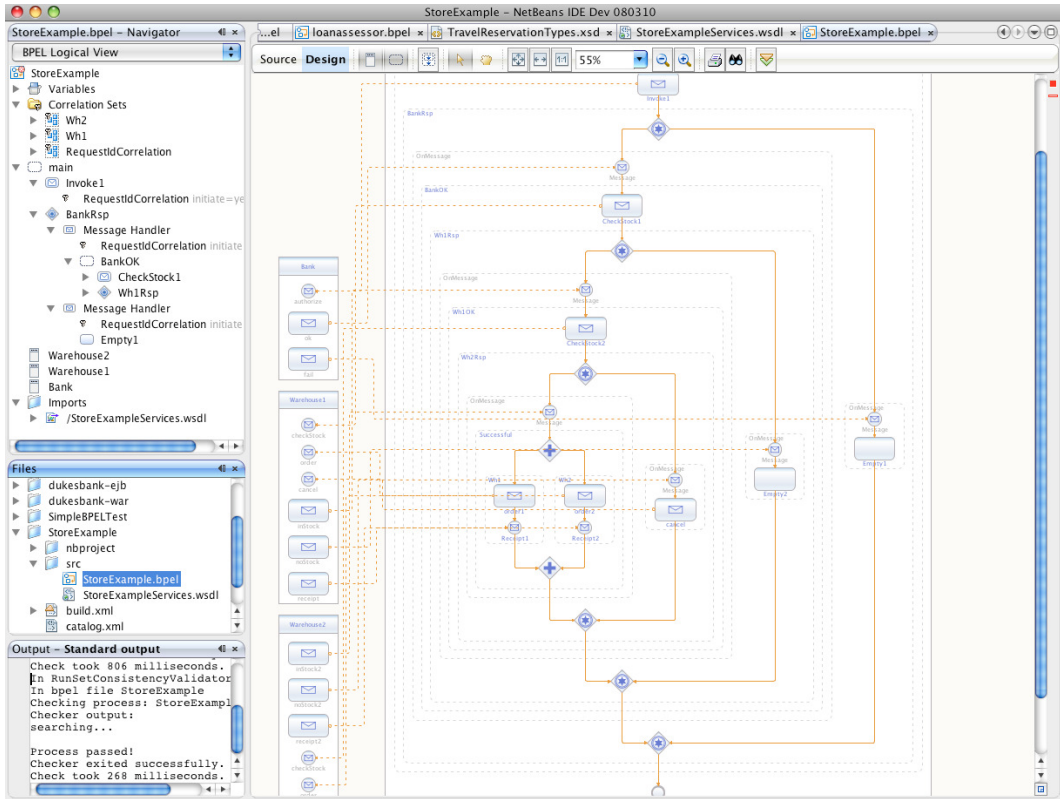 StoreExample - NetBeans IDE Dev 080310
StoreExample.bpel - Navigator
BPEL Logical View
StoreExample
Variables
Correlation Sets
Wh2
Wh1
RequestIdCorrelation
main
Invoke1
RequestIdCorrelation initiate=ye
BankRsp
Message Handler
RequestIdCorrelation initiate
BankOK
CheckStock1
Wh1Rsp
Message Handler
RequestIdCorrelation initiate
Empty1
Warehouse2
Warehouse1
Bank
Imports
/StoreExampleServices.wsdl
Files
dukesbank-ejb
dukesbank-war
SimpleBPELTest
StoreExample
nbproject
src
StoreExample.bpel
StoreExampleServices.wsdl
build.xml
catalog.xml
Output - Standard output
Check took 806 milliseconds.
In RunSetConsistencyValidator
In bpel file StoreExample
Checking process: StoreExampl
Checker output:
searching...
Process passed!
Checker exited successfully.
Check took 268 milliseconds.
...el
loanassessor.bpel
TravelReservationTypes.xsd
StoreExampleServices.wsdl
StoreExample.bpel
Source Design
1:1
55%
Invoke1
BankRsp
OnMessage
Message
BankOK
CheckStock1
Wh1Rsp
OnMessage
Message
Wh1OK
CheckStock2
Wh2Rsp
OnMessage
Message
Successful
Wh1
Wh2
order1
order2
Receipt1
Receipt2
OnMessage
Message
cancel
OnMessage
Message
Empty2
OnMessage
Message
Empty1
Bank
authorize
ok
fail
Warehouse1
checkStock
order
cancel
inStock
noStock
receipt
Warehouse2
inStock2
noStock2
receipt2
checkStock